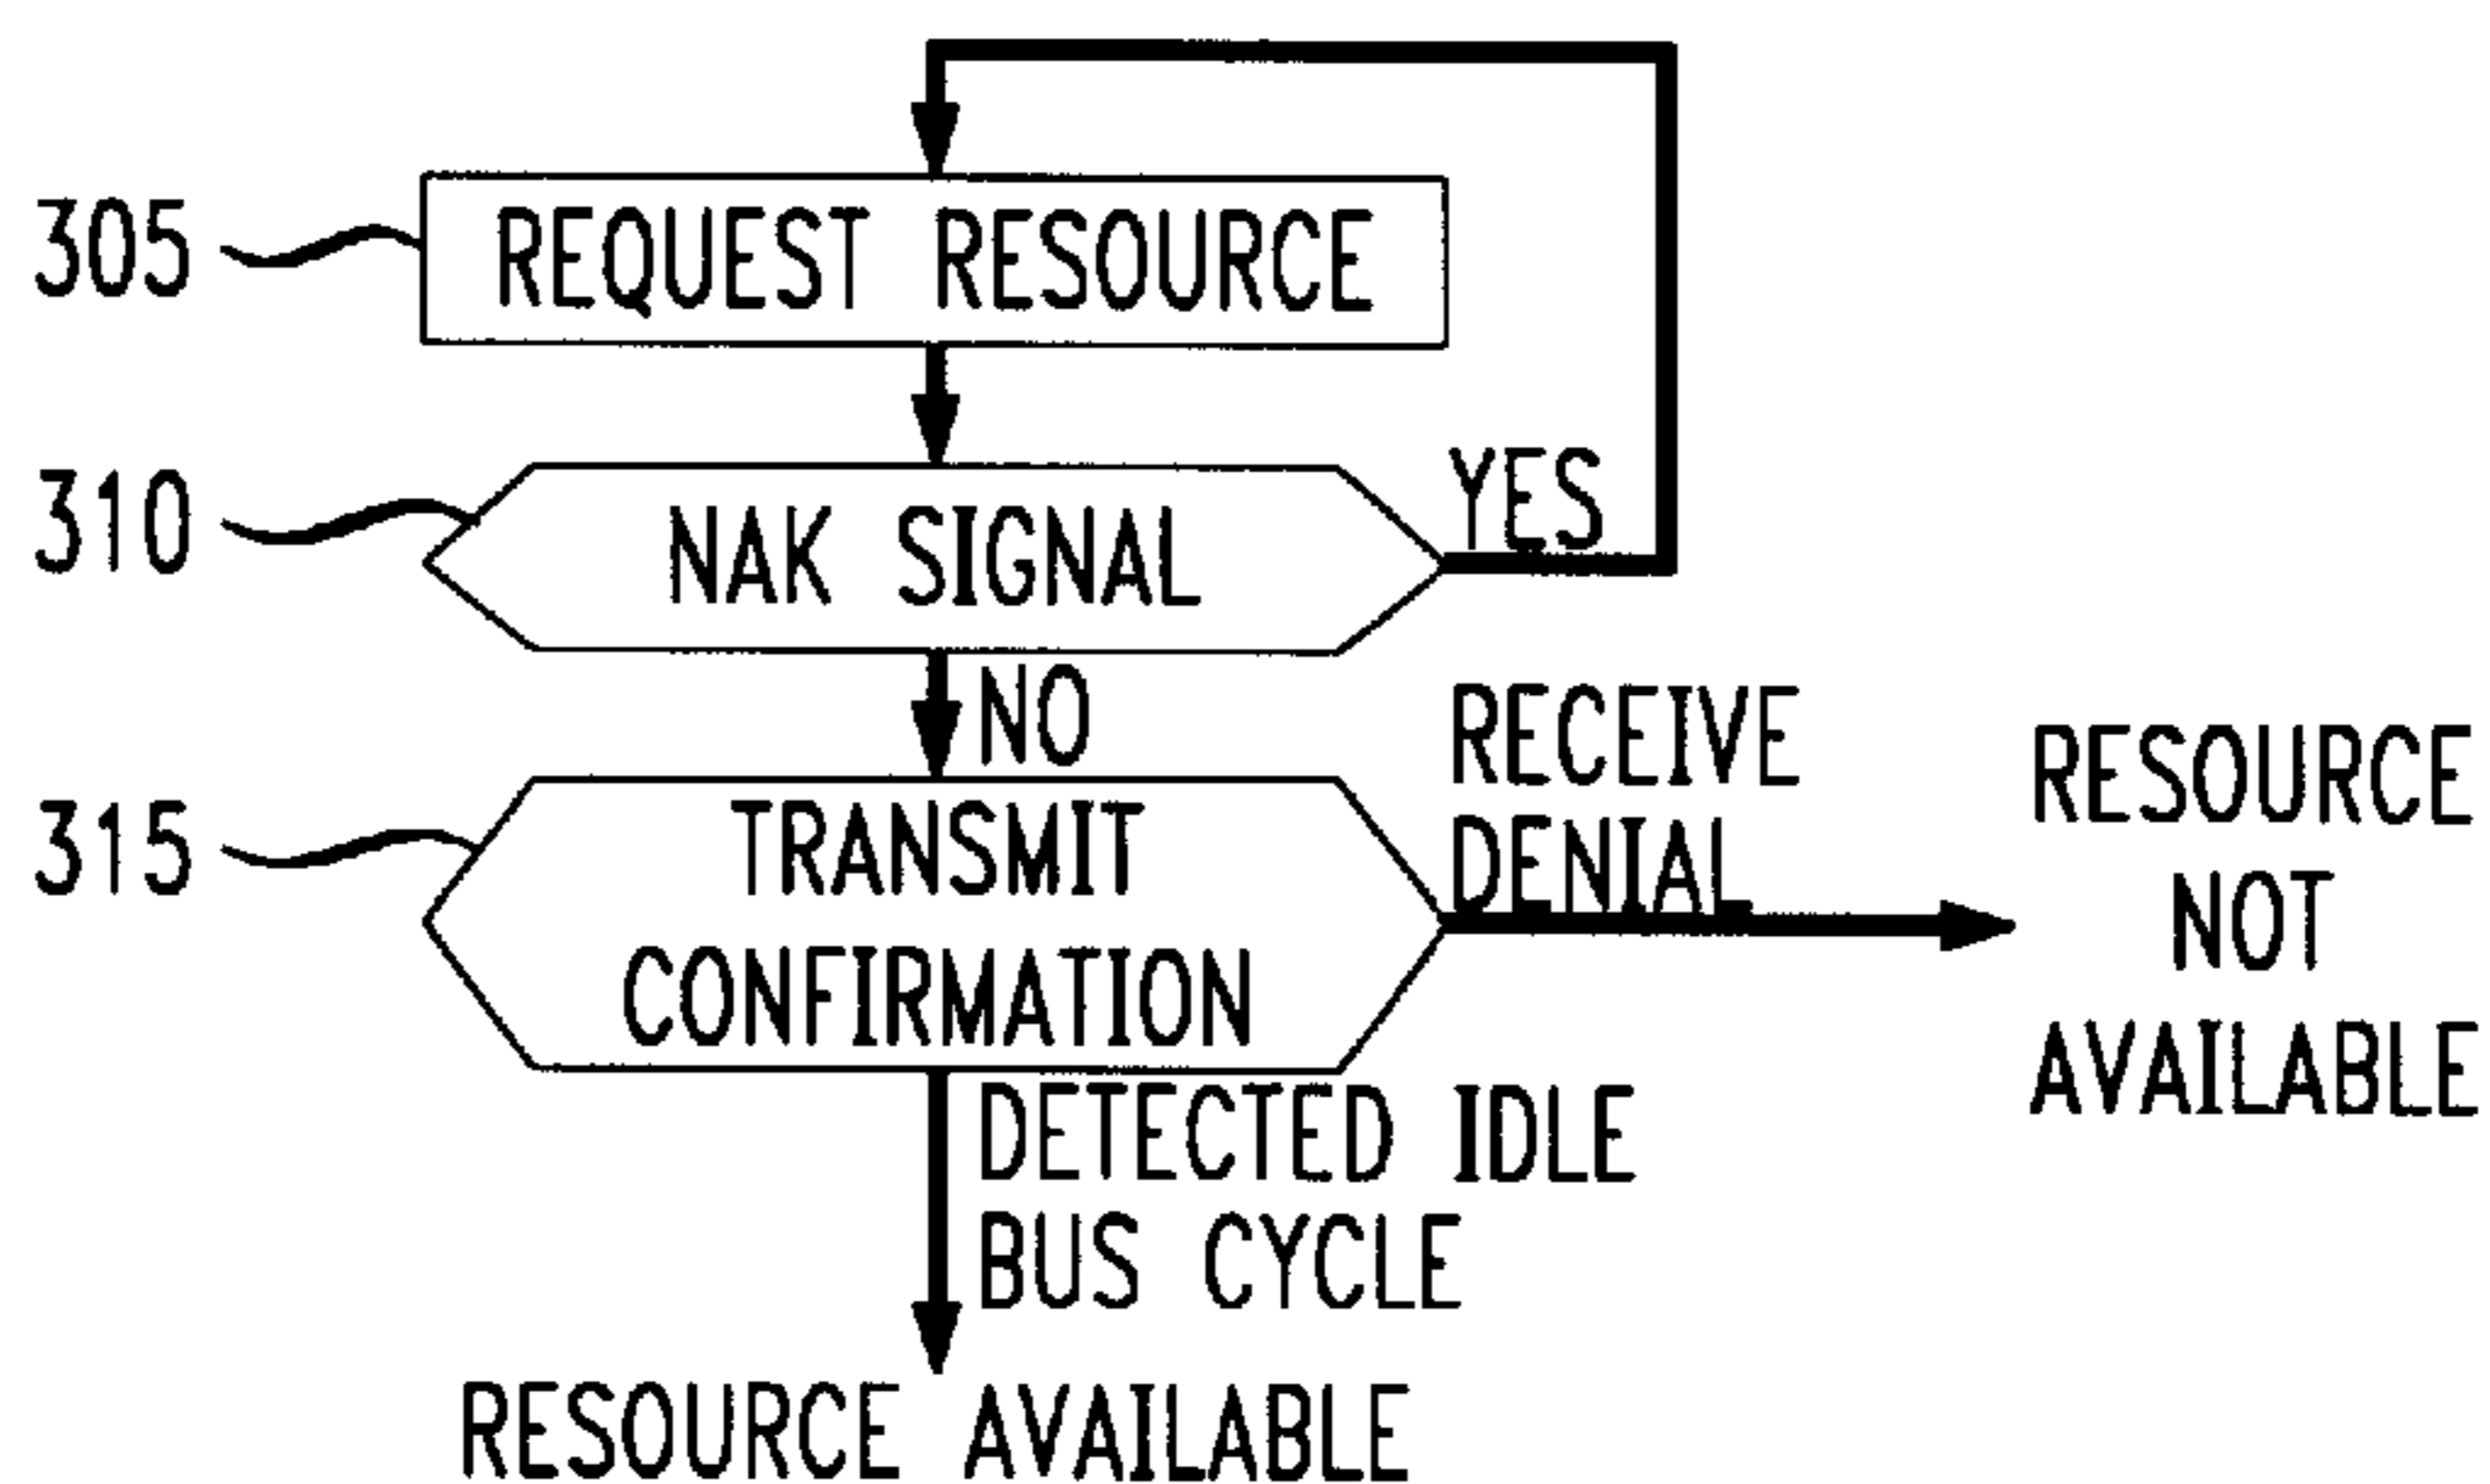 305
REQUEST RESOURCE
310
NAK SIGNAL
YES
NO
315
TRANSMIT
CONFIRMATION
RECEIVE
DENIAL
RESOURCE
NOT
AVAILABLE
DETECTED IDLE
BUS CYCLE
RESOURCE AVAILABLE